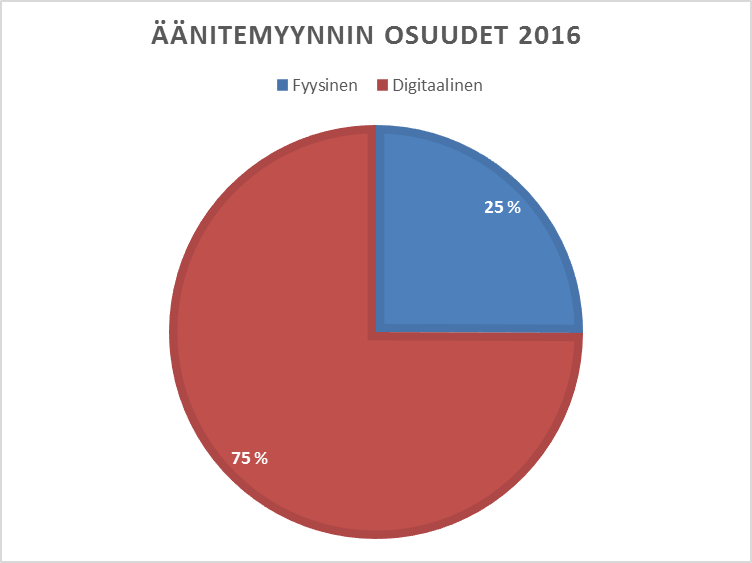 ÄÄNITEMYYNNIN OSUUDET 2016
Fyysinen Digitaalinen
25 %
75 %